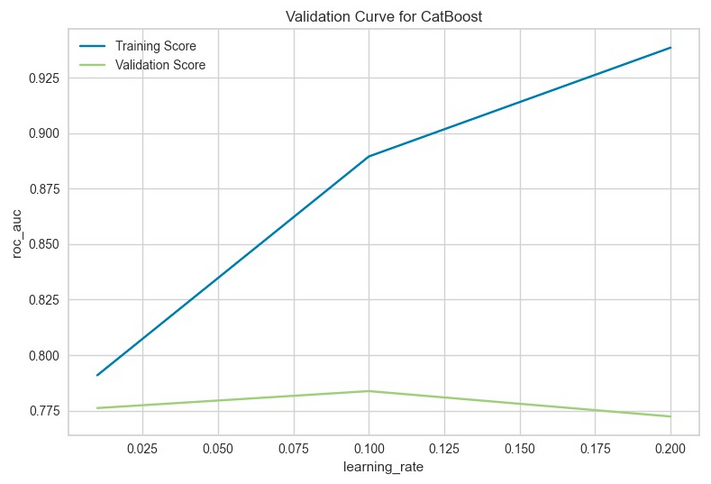 Validation Curve for CatBoost
Training Score
Validation Score
0.925
0.900
0.875
0.850
0.825
0.800
0.775
roc_auc
0.025 0.050 0.075 0.100 0.125 0.150 0.175 0.200
learning_rate